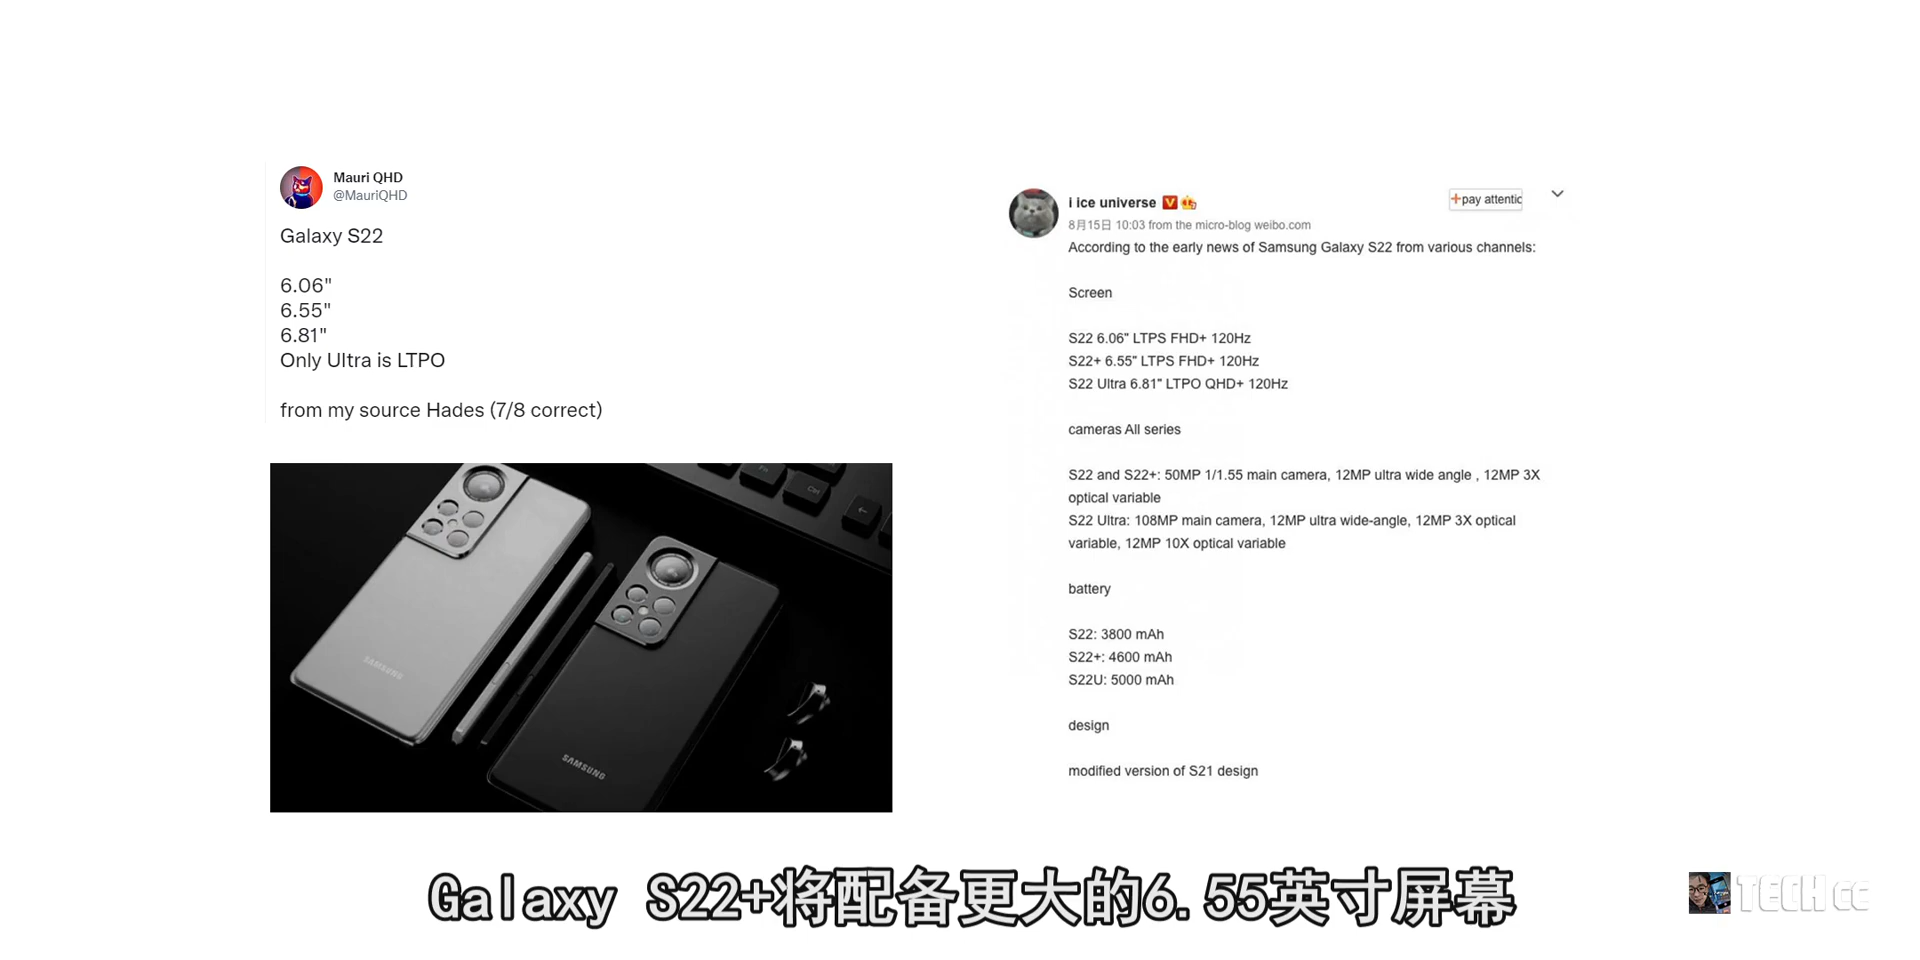 Mauri QHD
@MauriQHD
Galaxy S22
6.06"
6.55"
6.81"
Only Ultra is LTPO
from my source Hades (7/8 correct)
Fn
Ctrl
SAMSUNG
SAMSUNG
i ice universe
+pay attentic
8月15日 10:03 from the micro-blog weibo.com
According to the early news of Samsung Galaxy S22 from various channels:
Screen
S22 6.06" LTPS FHD+ 120Hz
S22+ 6.55" LTPS FHD+ 120Hz
S22 Ultra 6.81" LTPO QHD+ 120Hz
cameras All series
S22 and S22+: 50MP 1/1.55 main camera, 12MP ultra wide angle , 12MP 3X
optical variable
S22 Ultra: 108MP main camera, 12MP ultra wide-angle, 12MP 3X optical
variable, 12MP 10X optical variable
battery
S22: 3800 mAh
S22+: 4600 mAh
S22U: 5000 mAh
design
modified version of S21 design
Galaxy S22+将配备更大的6.55英寸屏幕
TECH CE